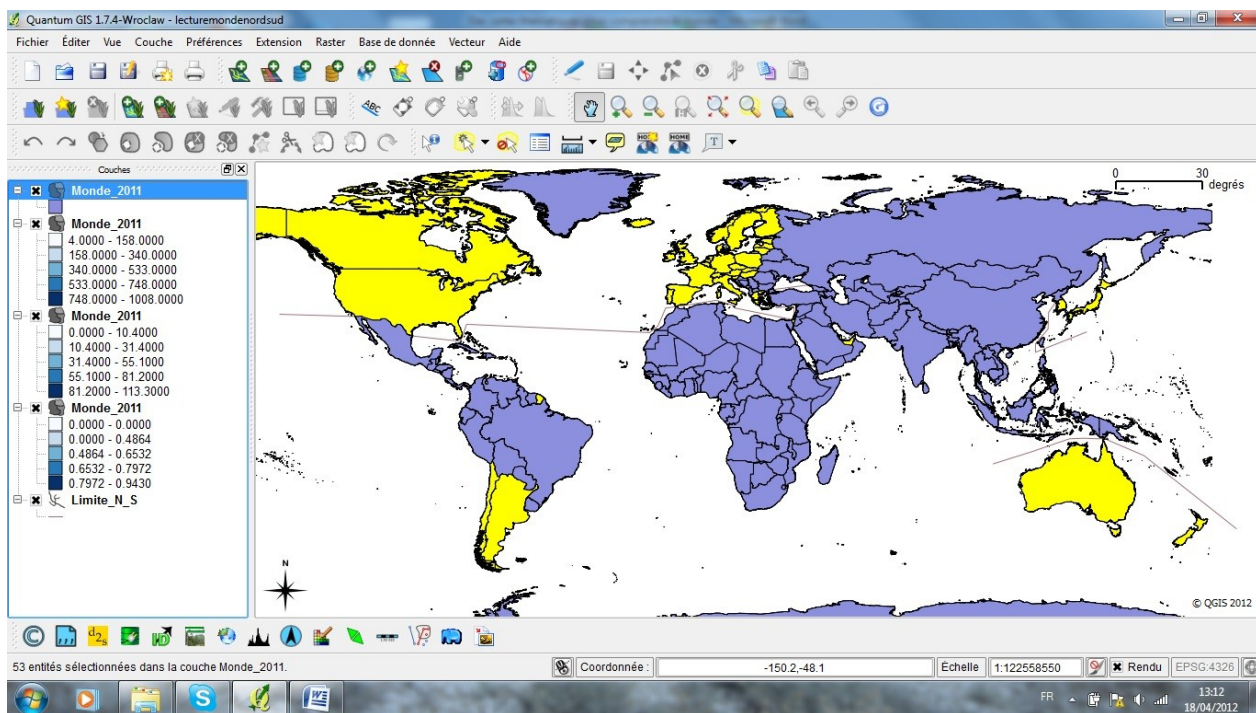 Quantum GIS 1.7.4-Wroclaw - lecturemondenordsud
Fichier Éditer Vue Couche Préférences Extension Raster Base de donnée Vecteur Aide
ABC
HOME HOME
T
Couches
Monde_2011
Monde_2011
4.0000 - 158.0000
158.0000 - 340.0000
340.0000 - 533.0000
533.0000 - 748.0000
748.0000 - 1008.0000
Monde_2011
0.0000 - 10.4000
10.4000 - 31.4000
31.4000 - 55.1000
55.1000 - 81.2000
81.2000 - 113.3000
Monde_2011
0.0000 - 0.0000
0.0000 - 0.4864
0.4864 - 0.6532
0.6532 - 0.7972
0.7972 - 0.9430
Limite_N_S
0 30
degrés
N
© QGIS 2012
d2s
53 entités sélectionnées dans la couche Monde_2011.
Coordonnée : -150.2,-48.1 Échelle 1:122558550 Rendu EPSG:4326
FR 13:12
18/04/2012